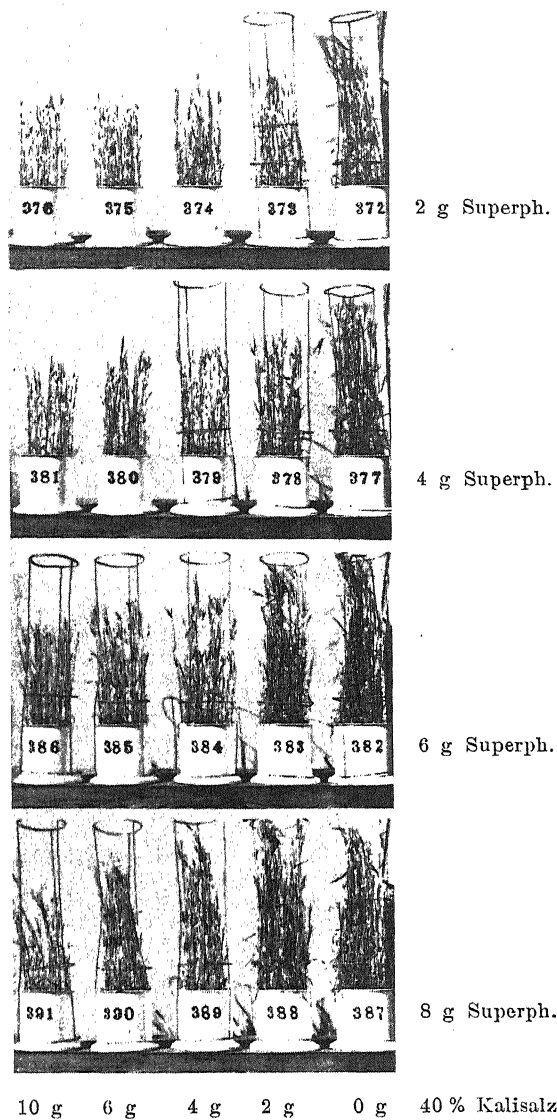 376 375 374 373 372 2 g Superph.
381 380 379 378 377 4 g Superph.
386 385 384 383 382 6 g Superph.
391 390 389 388 387 8 g Superph.
10 g 6 g 4 g 2 g 0 g 40 % Kalisalz